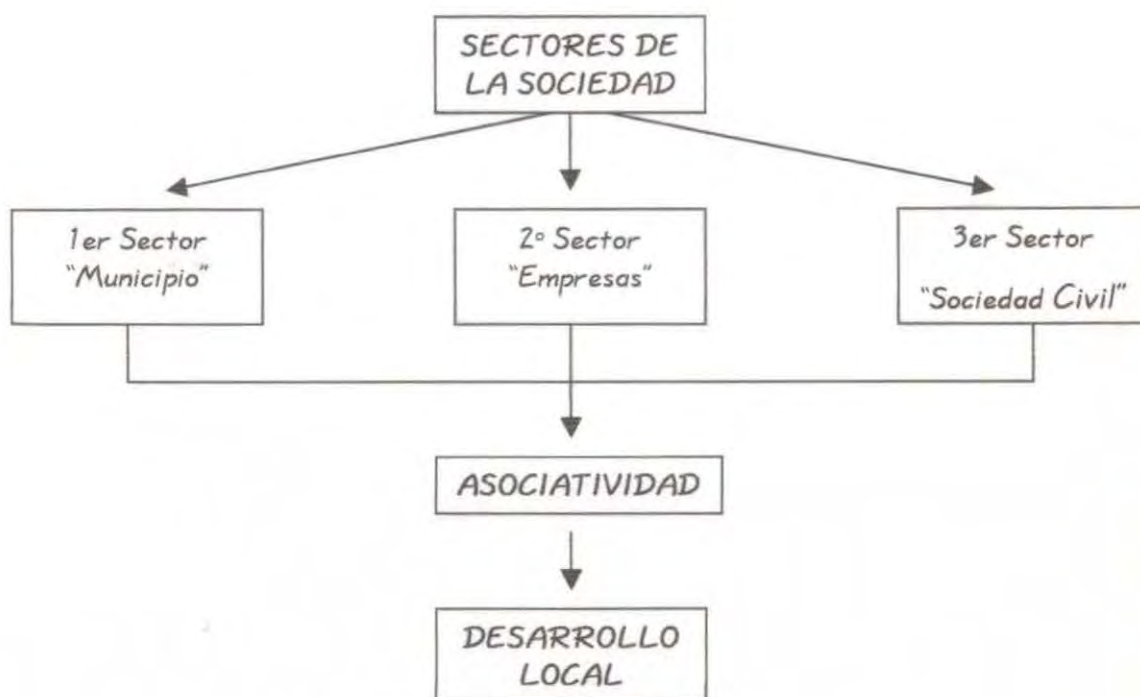 SECTORES DE
LA SOCIEDAD
1er Sector
"Municipio"
2º Sector
"Empresas"
3er Sector
"Sociedad Civil"
ASOCIATIVIDAD
DESARROLLO
LOCAL